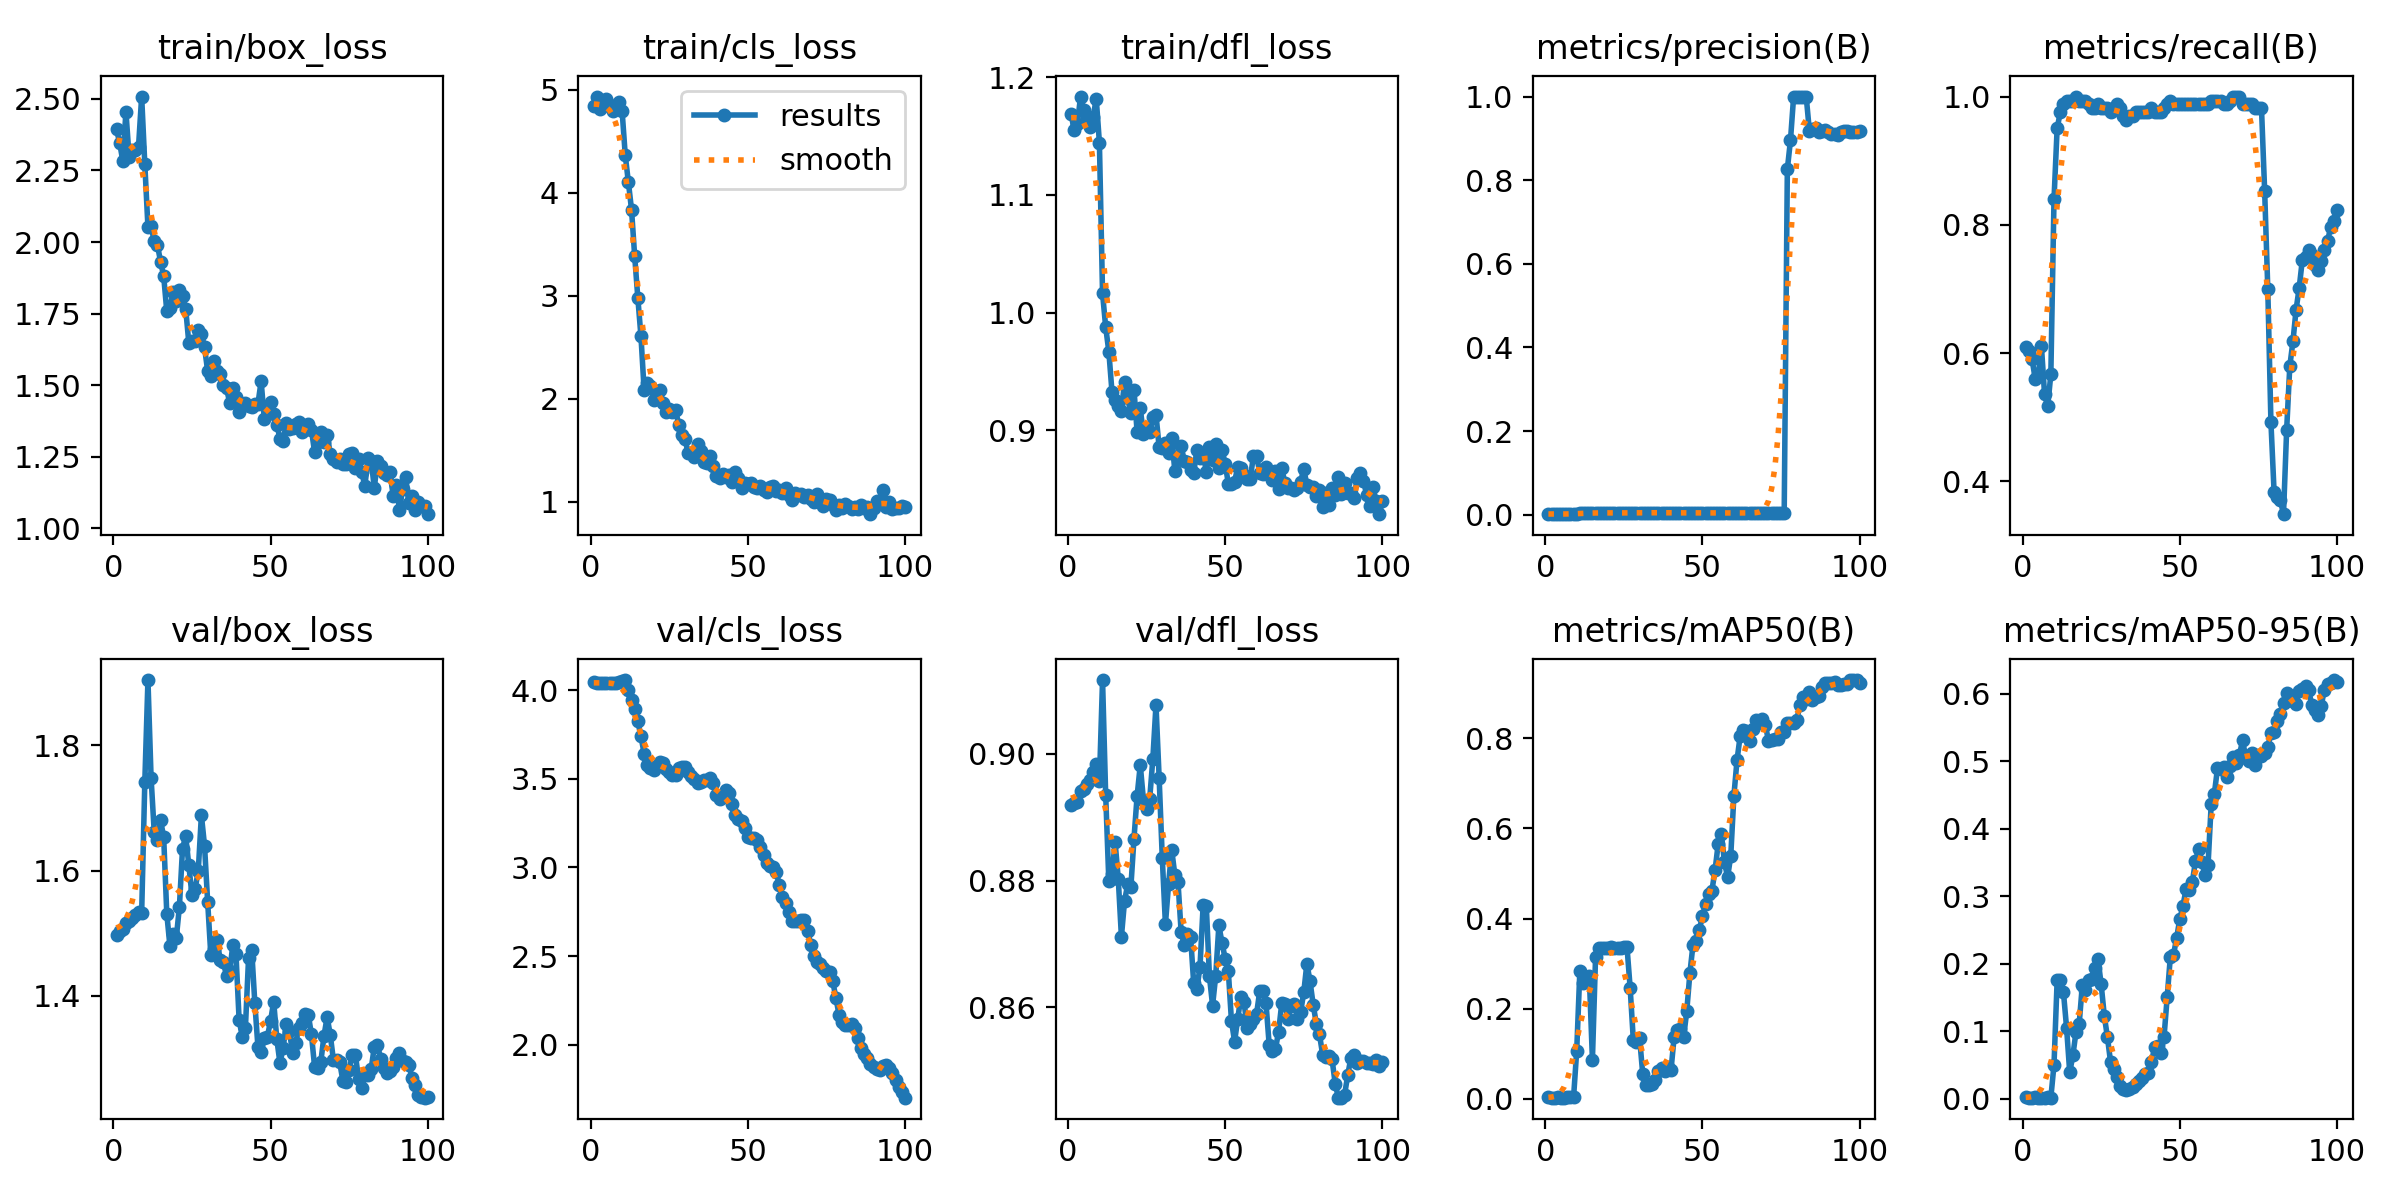 train/box_loss
2.50
2.25
2.00
1.75
1.50
1.25
1.00
0 50 100
train/cls_loss
results
smooth
5
4
3
2
1
0 50 100
train/dfl_loss
1.2
1.1
1.0
0.9
0 50 100
metrics/precision(B)
1.0
0.8
0.6
0.4
0.2
0.0
0 50 100
metrics/recall(B)
1.0
0.8
0.6
0.4
0 50 100
val/box_loss
1.8
1.6
1.4
0 50 100
val/cls_loss
4.0
3.5
3.0
2.5
2.0
0 50 100
val/dfl_loss
0.90
0.88
0.86
0 50 100
metrics/mAP50(B)
0.8
0.6
0.4
0.2
0.0
0 50 100
metrics/mAP50-95(B)
0.6
0.5
0.4
0.3
0.2
0.1
0.0
0 50 100